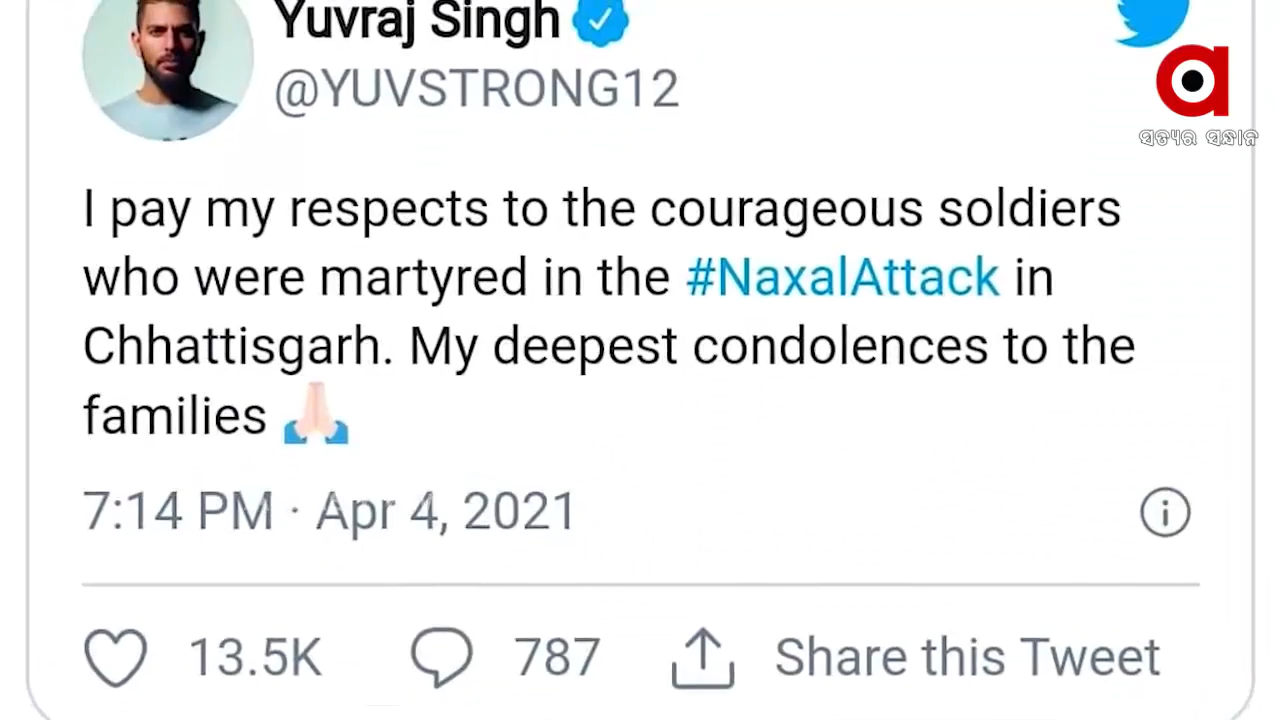 Yuvraj Singh
@YUVSTRONG12
ସତ୍ୟର ସନ୍ଧାନ
I pay my respects to the courageous soldiers
who were martyred in the #NaxalAttack in
Chhattisgarh. My deepest condolences to the
families 🙏🏻
7:14 PM · Apr 4, 2021
13.5K 787 Share this Tweet